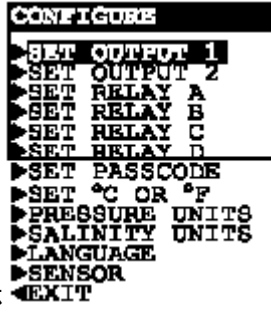 CONFIGURE
▶SET OUTPUT 1
▶SET OUTPUT 2
▶SET RELAY A
▶SET RELAY B
▶SET RELAY C
▶SET RELAY D
▶SET PASSCODE
▶SET °C OR °F
▶PRESSURE UNITS
▶SALINITY UNITS
▶LANGUAGE
▶SENSOR
◀EXIT